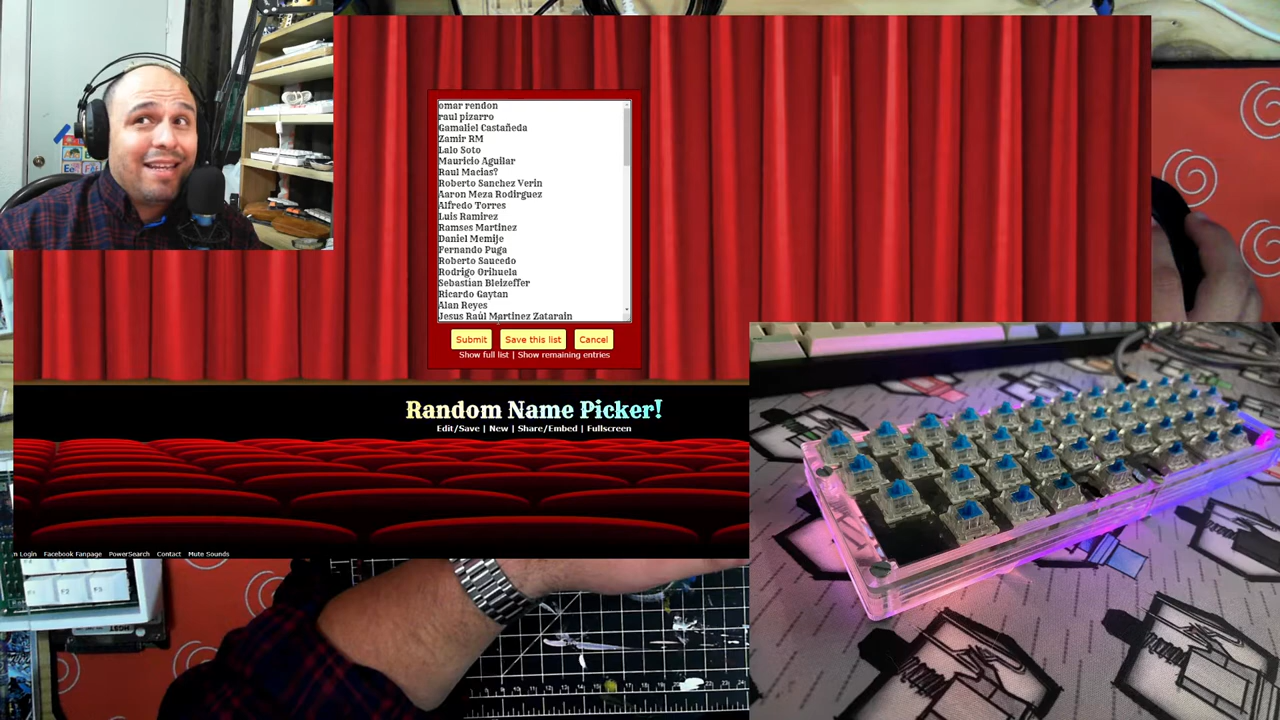 omar rendon
raul pizarro
Gamaliel Castañeda
Zamir RM
Lalo Soto
Mauricio Aguilar
Raul Macias?
Roberto Sanchez Verin
Aaron Meza Rodirguez
Alfredo Torres
Luis Ramirez
Ramses Martinez
Daniel Memije
Fernando Puga
Roberto Saucedo
Rodrigo Orihuela
Sebastian Bleizeffer
Ricardo Gaytan
Alan Reyes
Jesus Raúl Martinez Zatarain
Submit Save this list Cancel
Show full list | Show remaining entries
Random Name Picker!
Edit/Save | New | Share/Embed | Fullscreen
Login Facebook Fanpage PowerSearch Contact Mute Sounds
F2 F3